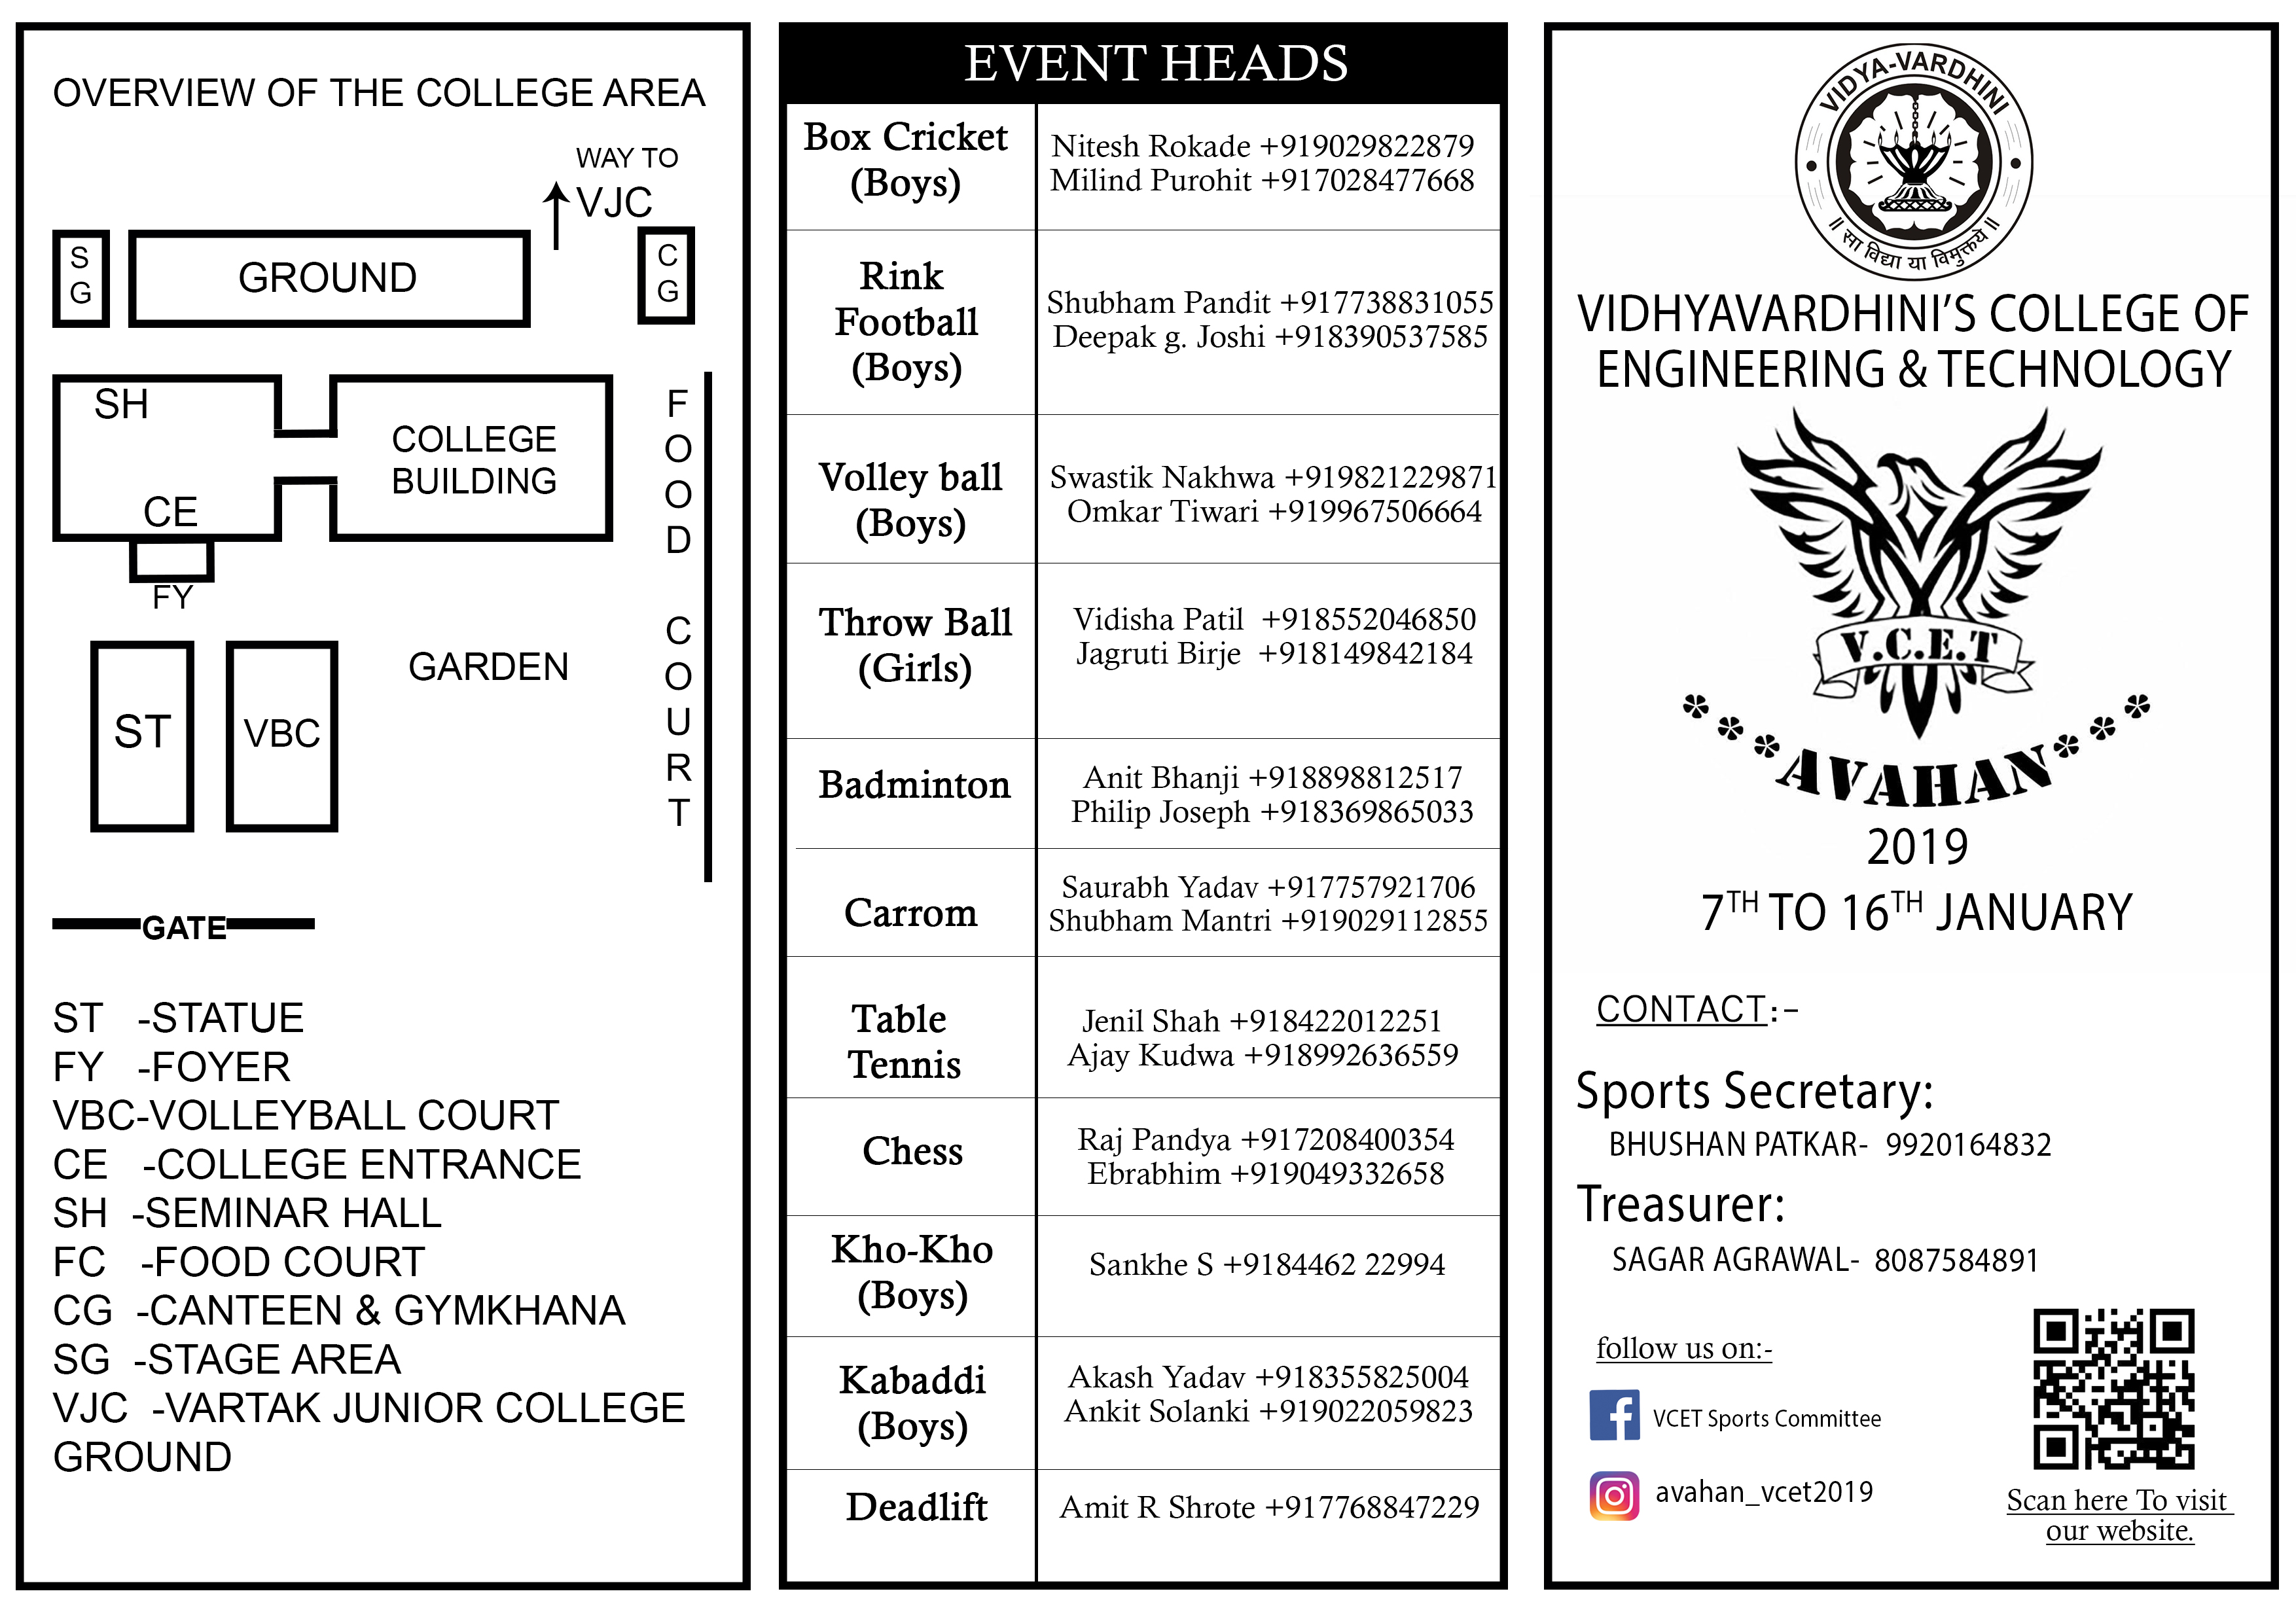 OVERVIEW OF THE COLLEGE AREA
WAY TO
VJC
S
G
GROUND
C
G
SH
COLLEGE
BUILDING
CE
FY
FOOD COURT
ST
VBC
GARDEN
GATE
ST -STATUE
FY -FOYER
VBC-VOLLEYBALL COURT
CE -COLLEGE ENTRANCE
SH -SEMINAR HALL
FC -FOOD COURT
CG -CANTEEN & GYMKHANA
SG -STAGE AREA
VJC -VARTAK JUNIOR COLLEGE
GROUND
EVENT HEADS
Box Cricket
(Boys)
Nitesh Rokade +919029822879
Milind Purohit +917028477668
Rink
Football
(Boys)
Shubham Pandit +917738831055
Deepak g. Joshi +918390537585
Volley ball
(Boys)
Swastik Nakhwa +919821229871
Omkar Tiwari +919967506664
Throw Ball
(Girls)
Vidisha Patil +918552046850
Jagruti Birje +918149842184
Badminton
Anit Bhanji +918898812517
Philip Joseph +918369865033
Carrom
Saurabh Yadav +917757921706
Shubham Mantri +919029112855
Table
Tennis
Jenil Shah +918422012251
Ajay Kudwa +918992636559
Chess
Raj Pandya +917208400354
Ebrabhim +919049332658
Kho-Kho
(Boys)
Sankhe S +9184462 22994
Kabaddi
(Boys)
Akash Yadav +918355825004
Ankit Solanki +919022059823
Deadlift
Amit R Shrote +917768847229
VIDYA-VARDHINI
॥ सा विद्या या विमुक्तये ॥
VIDHYAVARDHINI’S COLLEGE OF
ENGINEERING & TECHNOLOGY
V.C.E.T
AVAHAN
2019
7TH TO 16TH JANUARY
CONTACT:-
Sports Secretary:
BHUSHAN PATKAR- 9920164832
Treasurer:
SAGAR AGRAWAL- 8087584891
follow us on:-
VCET Sports Committee
avahan_vcet2019
Scan here To visit
our website.